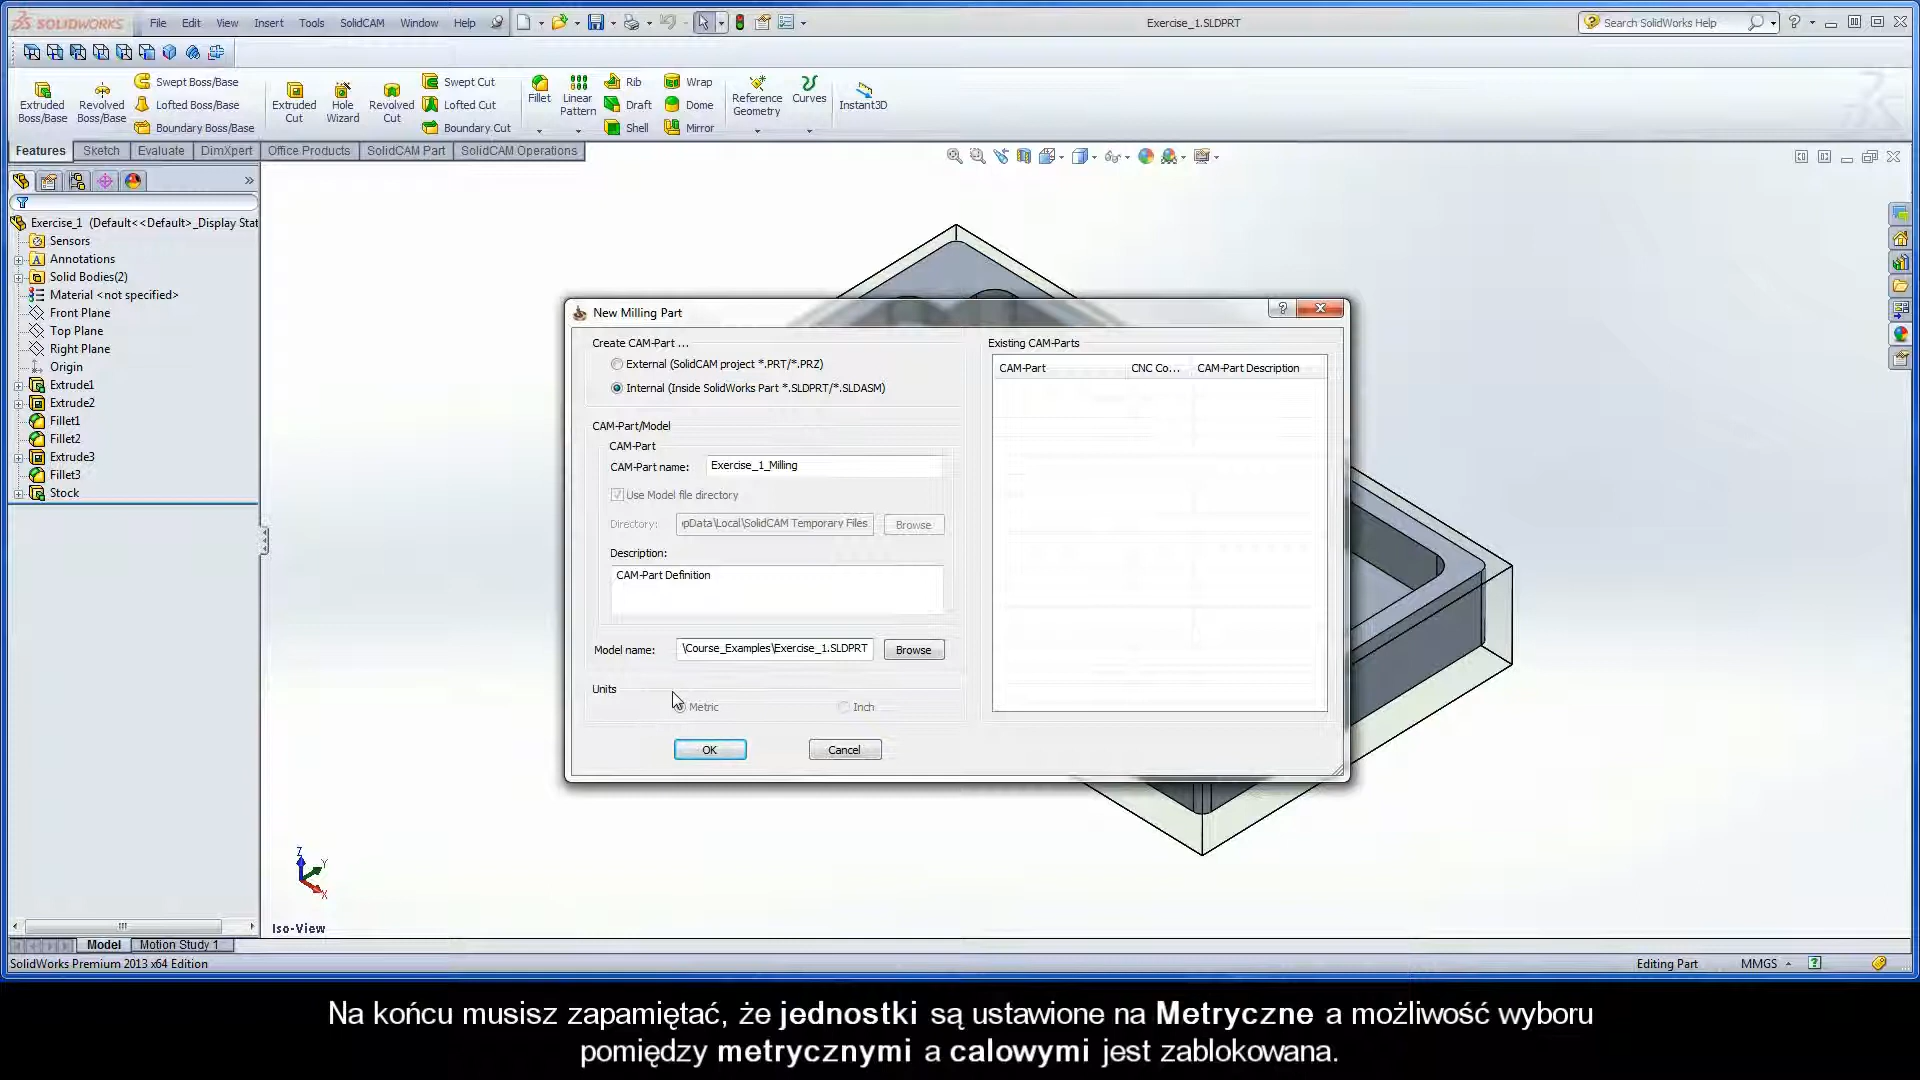 SOLIDWORKS File Edit View Insert Tools SolidCAM Window Help Exercise_1.SLDPRT Search SolidWorks Help
Extruded Boss/Base
Revolved Boss/Base
Swept Boss/Base
Lofted Boss/Base
Boundary Boss/Base
Extruded Cut
Hole Wizard
Revolved Cut
Swept Cut
Lofted Cut
Boundary Cut
Fillet
Linear Pattern
Rib
Draft
Shell
Wrap
Dome
Mirror
Reference Geometry
Curves
Instant3D
Features Sketch Evaluate DimXpert Office Products SolidCAM Part SolidCAM Operations
Exercise_1 (Default<<Default>_Display Stat
Sensors
Annotations
Solid Bodies(2)
Material <not specified>
Front Plane
Top Plane
Right Plane
Origin
Extrude1
Extrude2
Fillet1
Fillet2
Extrude3
Fillet3
Stock
New Milling Part
Create CAM-Part ...
External (SolidCAM project *.PRT/*.PRZ)
Internal (Inside SolidWorks Part *.SLDPRT/*.SLDASM)
CAM-Part/Model
CAM-Part
CAM-Part name: Exercise_1_Milling
Use Model file directory
Directory: pData\Local\SolidCAM Temporary Files Browse
Description:
CAM-Part Definition
Model name: \Course_Examples\Exercise_1.SLDPRT Browse
Units
Metric Inch
OK Cancel
Existing CAM-Parts
CAM-Part CNC Co... CAM-Part Description
Z
Y
X
Iso-View
Model Motion Study 1
SolidWorks Premium 2013 x64 Edition Editing Part MMGS
Na końcu musisz zapamiętać, że jednostki są ustawione na Metryczne a możliwość wyboru
pomiędzy metrycznymi a calowymi jest zablokowana.